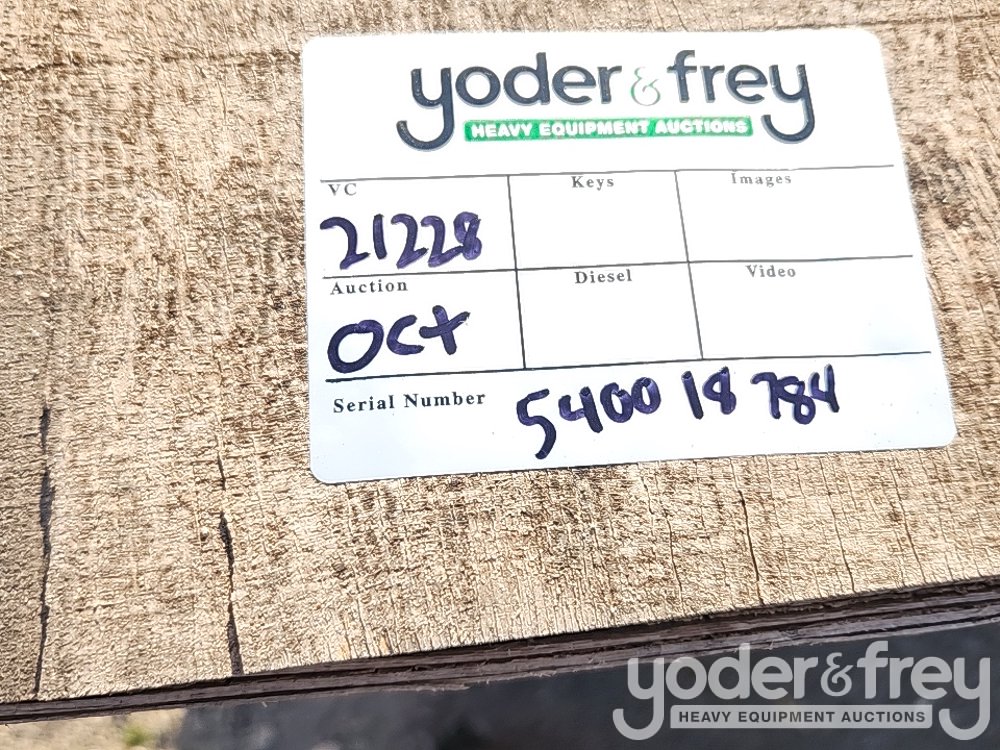 yoder & frey
HEAVY EQUIPMENT AUCTIONS
VC Keys Images
21228
Auction Diesel Video
Oct
Serial Number 5400 18 784
yoder & frey
HEAVY EQUIPMENT AUCTIONS